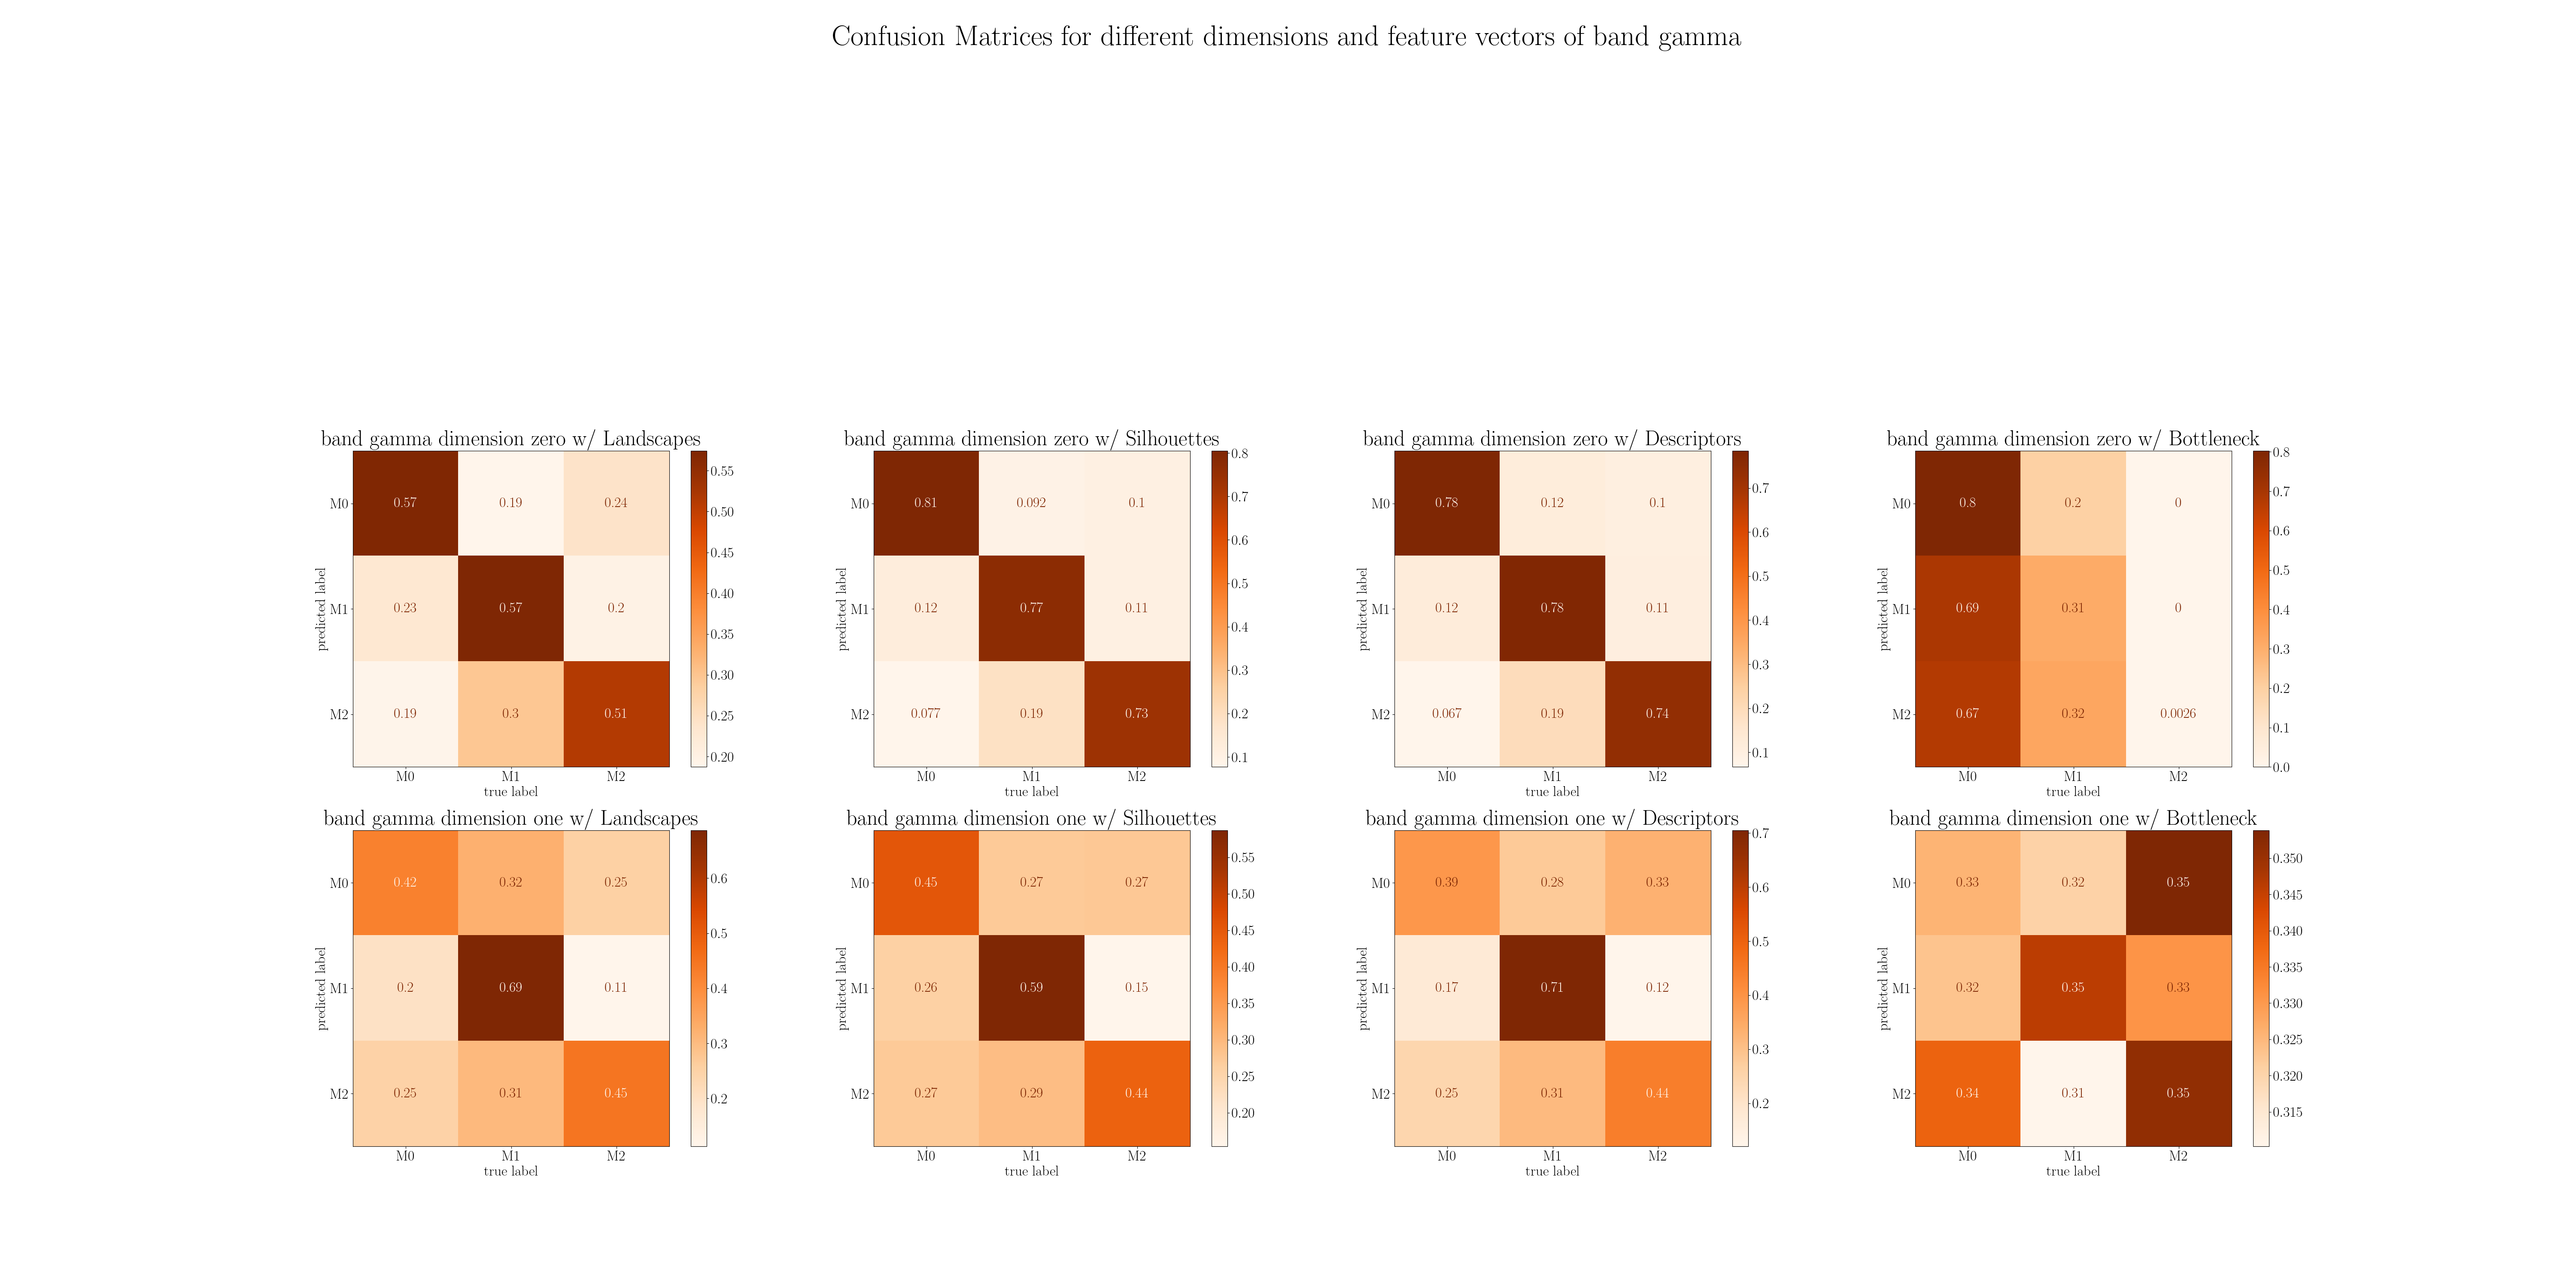 Confusion Matrices for different dimensions and feature vectors of band gamma
band gamma dimension zero w/ Landscapes
predicted label
M0 0.57 0.19 0.24
M1 0.23 0.57 0.2
M2 0.19 0.3 0.51
M0 M1 M2
true label
0.55
0.50
0.45
0.40
0.35
0.30
0.25
0.20
band gamma dimension zero w/ Silhouettes
predicted label
M0 0.81 0.092 0.1
M1 0.12 0.77 0.11
M2 0.077 0.19 0.73
M0 M1 M2
true label
0.8
0.7
0.6
0.5
0.4
0.3
0.2
0.1
band gamma dimension zero w/ Descriptors
predicted label
M0 0.78 0.12 0.1
M1 0.12 0.78 0.11
M2 0.067 0.19 0.74
M0 M1 M2
true label
0.7
0.6
0.5
0.4
0.3
0.2
0.1
band gamma dimension zero w/ Bottleneck
predicted label
M0 0.8 0.2 0
M1 0.69 0.31 0
M2 0.67 0.32 0.0026
M0 M1 M2
true label
0.8
0.7
0.6
0.5
0.4
0.3
0.2
0.1
0.0
band gamma dimension one w/ Landscapes
predicted label
M0 0.42 0.32 0.25
M1 0.2 0.69 0.11
M2 0.25 0.31 0.45
M0 M1 M2
true label
0.6
0.5
0.4
0.3
0.2
band gamma dimension one w/ Silhouettes
predicted label
M0 0.45 0.27 0.27
M1 0.26 0.59 0.15
M2 0.27 0.29 0.44
M0 M1 M2
true label
0.55
0.50
0.45
0.40
0.35
0.30
0.25
0.20
band gamma dimension one w/ Descriptors
predicted label
M0 0.39 0.28 0.33
M1 0.17 0.71 0.12
M2 0.25 0.31 0.44
M0 M1 M2
true label
0.7
0.6
0.5
0.4
0.3
0.2
band gamma dimension one w/ Bottleneck
predicted label
M0 0.33 0.32 0.35
M1 0.32 0.35 0.33
M2 0.34 0.31 0.35
M0 M1 M2
true label
0.350
0.345
0.340
0.335
0.330
0.325
0.320
0.315